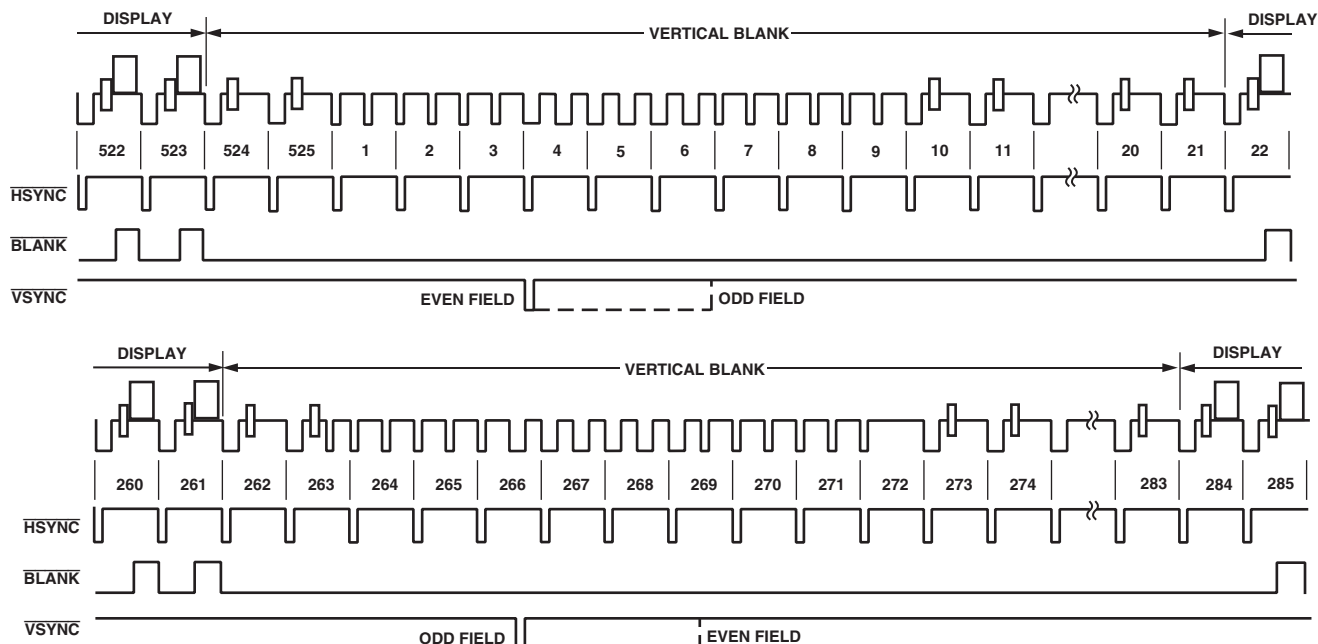 DISPLAY VERTICAL BLANK DISPLAY
522 523 524 525 1 2 3 4 5 6 7 8 9 10 11 20 21 22
HSYNC
BLANK
VSYNC
EVEN FIELD ODD FIELD
DISPLAY VERTICAL BLANK DISPLAY
260 261 262 263 264 265 266 267 268 269 270 271 272 273 274 283 284 285
HSYNC
BLANK
VSYNC
ODD FIELD EVEN FIELD